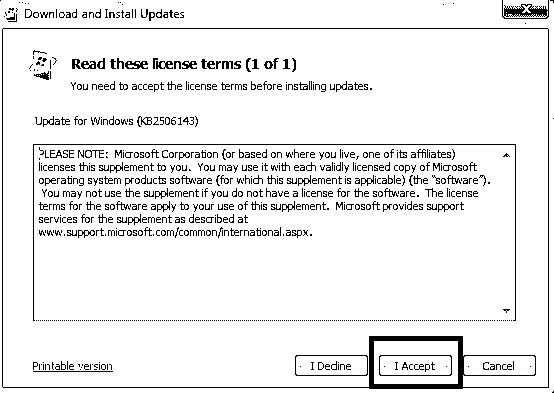 Download and Install Updates
Read these license terms (1 of 1)
You need to accept the license terms before installing updates.
Update for Windows (KB2506143)
PLEASE NOTE:  Microsoft Corporation (or based on where you live, one of its affiliates)
licenses this supplement to you.  You may use it with each validly licensed copy of Microsoft
operating system products software (for which this supplement is applicable) (the "software").
You may not use the supplement if you do not have a license for the software.  The license
terms for the software apply to your use of this supplement.  Microsoft provides support
services for the supplement as described at
www.support.microsoft.com/common/international.aspx.
Printable version
I Decline
I Accept
Cancel